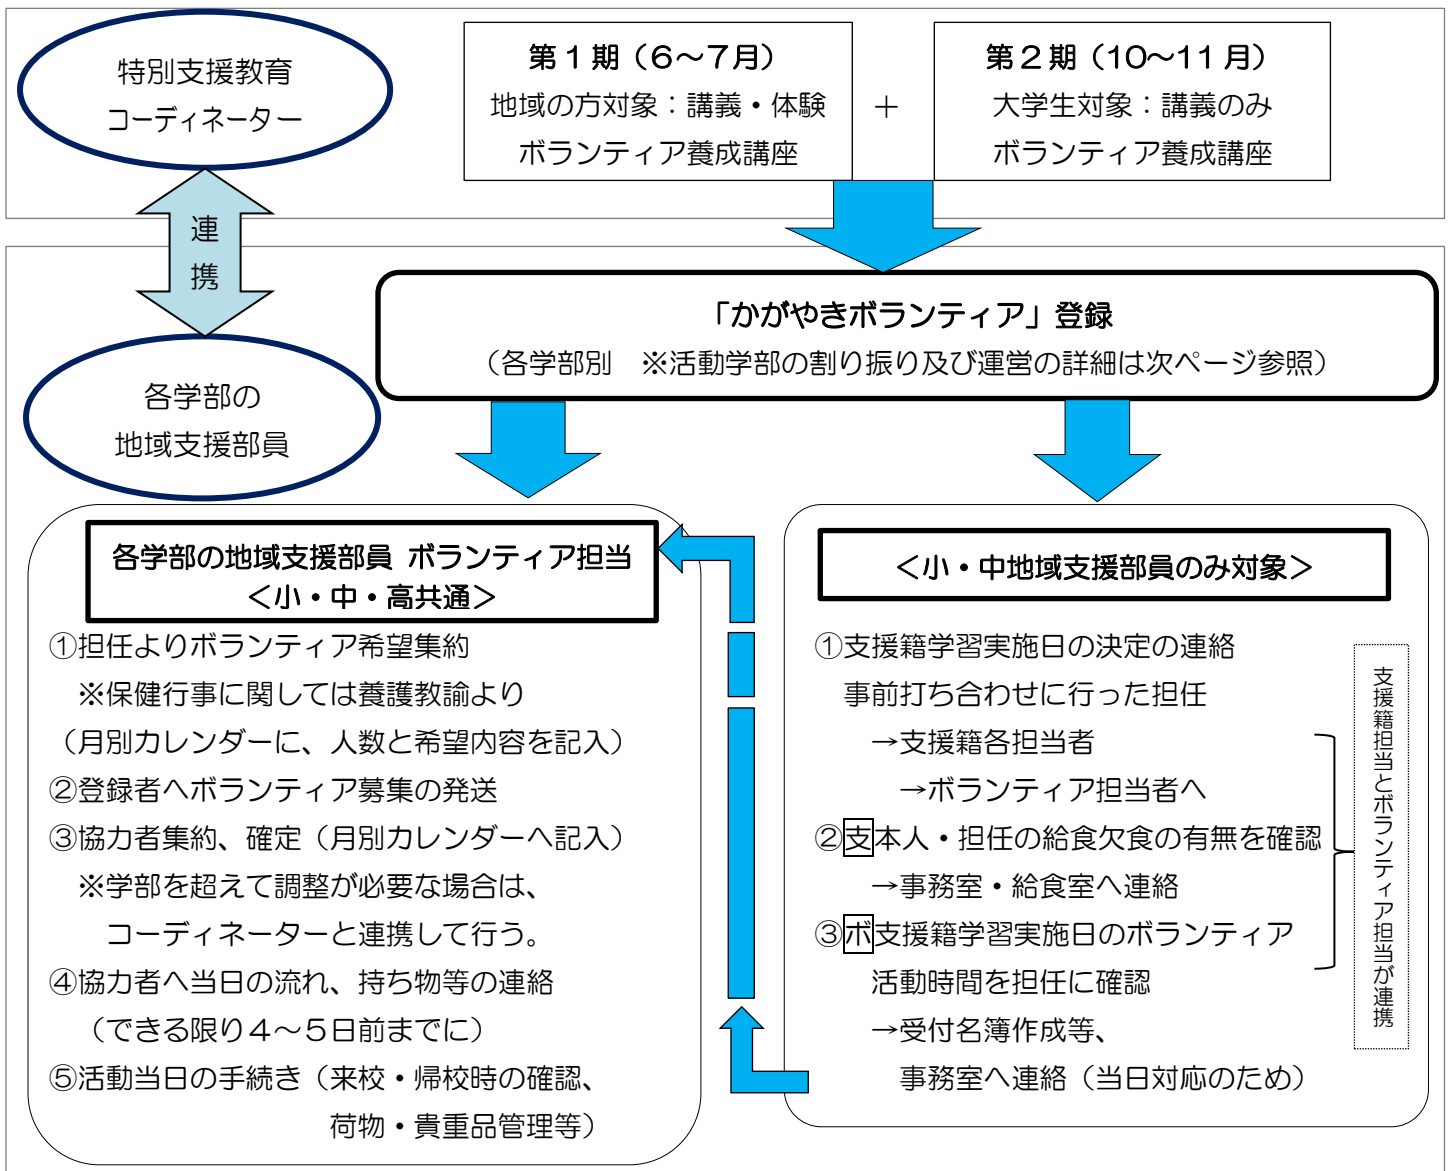 特別支援教育
コーディネーター
第1期（6～7月）
地域の方対象：講義・体験
ボランティア養成講座
＋
第2期（10～11月）
大学生対象：講義のみ
ボランティア養成講座
連
携
各学部の
地域支援部員
「かがやきボランティア」登録
（各学部別　※活動学部の割り振り及び運営の詳細は次ページ参照）
各学部の地域支援部員 ボランティア担当
＜小・中・高共通＞
①担任よりボランティア希望集約
※保健行事に関しては養護教諭より
（月別カレンダーに、人数と希望内容を記入）
②登録者へボランティア募集の発送
③協力者集約、確定（月別カレンダーへ記入）
※学部を超えて調整が必要な場合は、
コーディネーターと連携して行う。
④協力者へ当日の流れ、持ち物等の連絡
（できる限り４～５日前までに）
⑤活動当日の手続き（来校・帰校時の確認、
荷物・貴重品管理等）
＜小・中地域支援部員のみ対象＞
①支援籍学習実施日の決定の連絡
事前打ち合わせに行った担任
→支援籍各担当者
→ボランティア担当者へ
②支本人・担任の給食欠食の有無を確認
→事務室・給食室へ連絡
③ボ支援籍学習実施日のボランティア
活動時間を担任に確認
→受付名簿作成等、
事務室へ連絡（当日対応のため）
支援籍担当とボランティア担当が連携